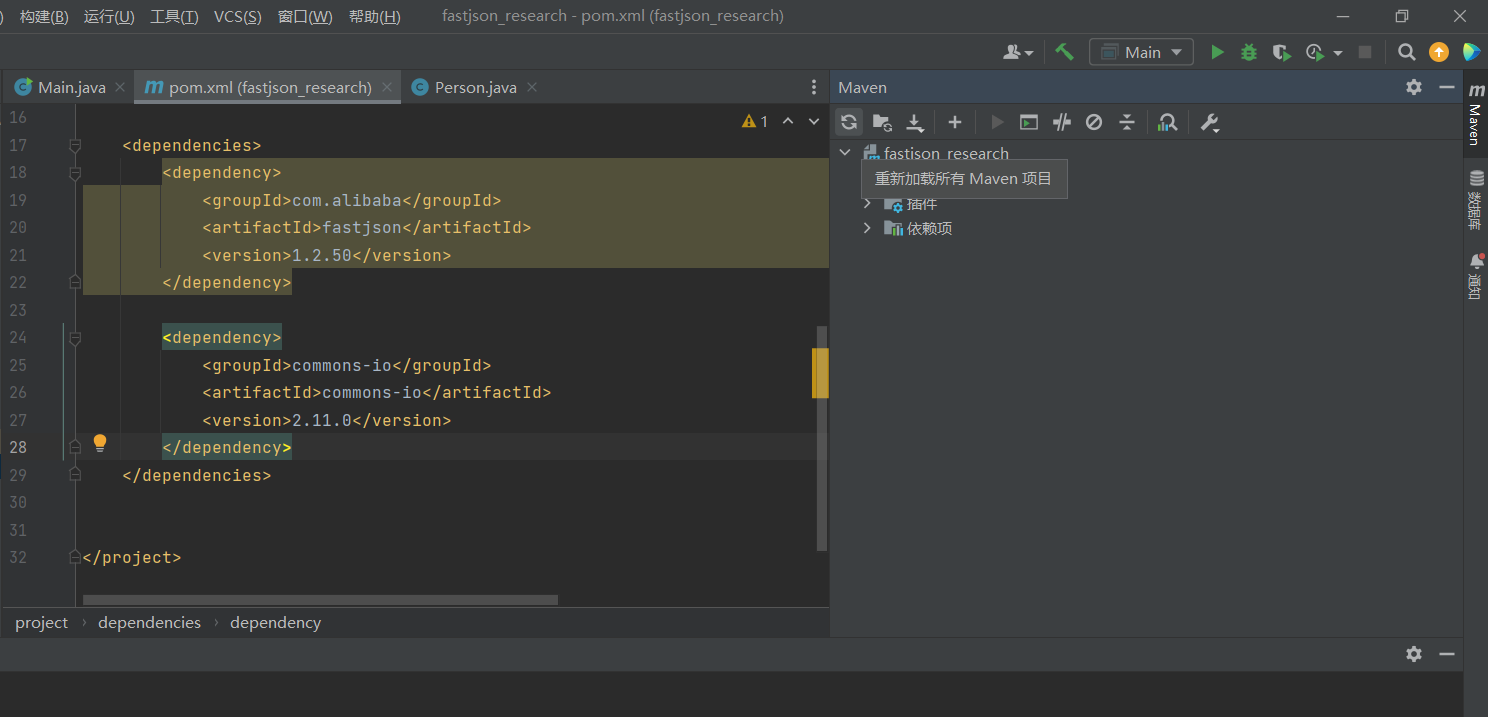 ) 构建(B) 运行(U) 工具(T) VCS(S) 窗口(W) 帮助(H) fastjson_research - pom.xml (fastjson_research)
Main
Main.java pom.xml (fastjson_research) Person.java
16
17 <dependencies>
18 <dependency>
19 <groupId>com.alibaba</groupId>
20 <artifactId>fastjson</artifactId>
21 <version>1.2.50</version>
22 </dependency>
23
24 <dependency>
25 <groupId>commons-io</groupId>
26 <artifactId>commons-io</artifactId>
27 <version>2.11.0</version>
28 </dependency>
29 </dependencies>
30
31
32 </project>
1
project › dependencies › dependency
Maven
fastjson_research
重新加载所有 Maven 项目
插件
依赖项
m Maven
数据库
通知